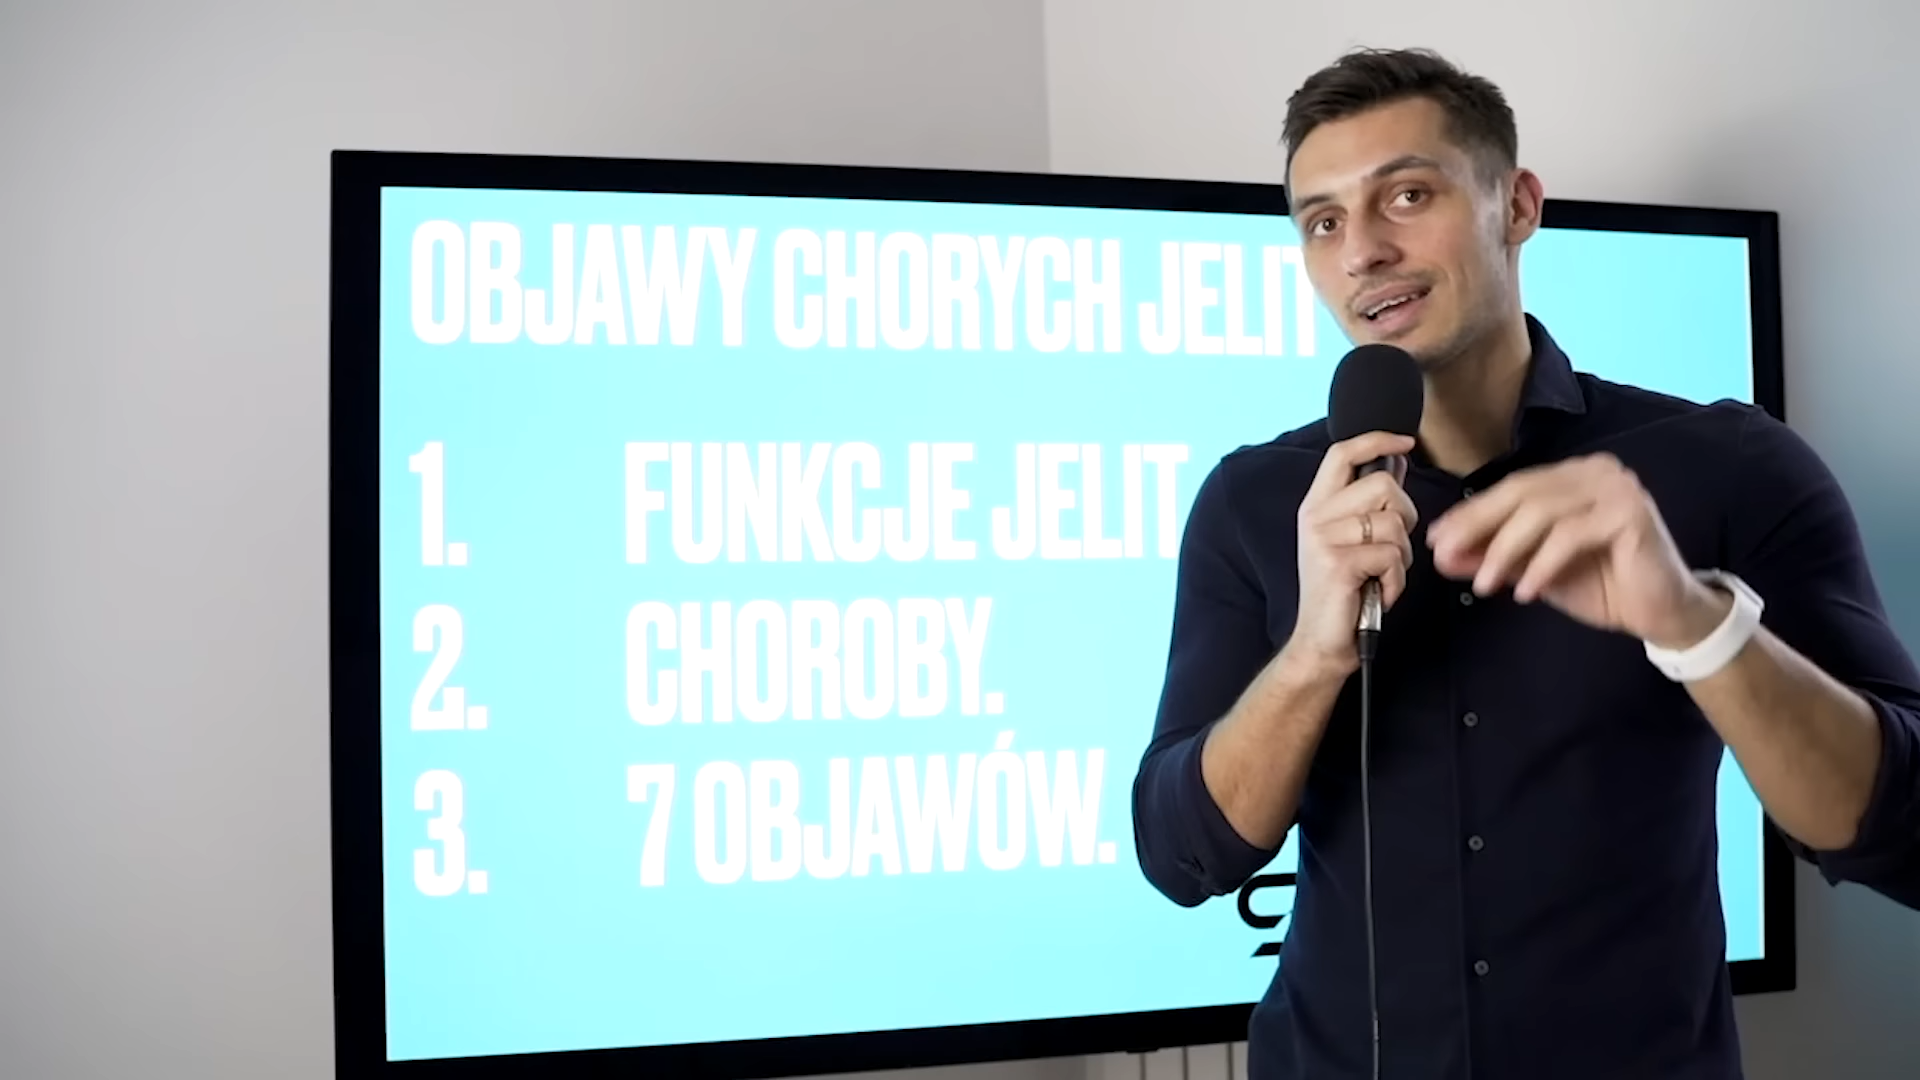 OBJAWY CHORYCH JELIT
1. FUNKCJE JELIT
2. CHOROBY.
3. 7 OBJAWÓW.